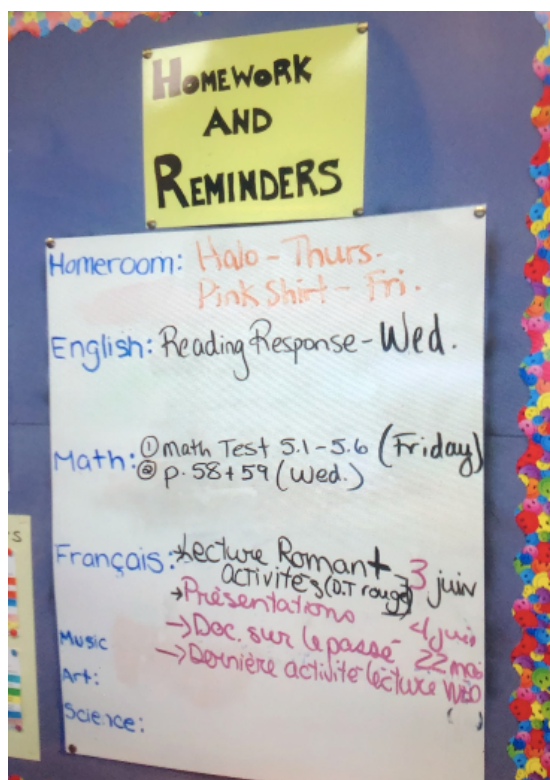 HOMEWORK
AND
REMINDERS
Homeroom: Halo - Thurs.
Pink Shirt - Fri.
English: Reading Response - Wed.
Math: ① math Test 5.1 - 5.6 (Friday)
② p. 58 + 59 (Wed.)
Français: → Lecture Roman + 3 juin
activités (D.T rouge)
→ Présentations → 4 juin
→ Doc. sur le passé - 22 mai
→ Dernière activité lecture WED
Music
Art:
Science: